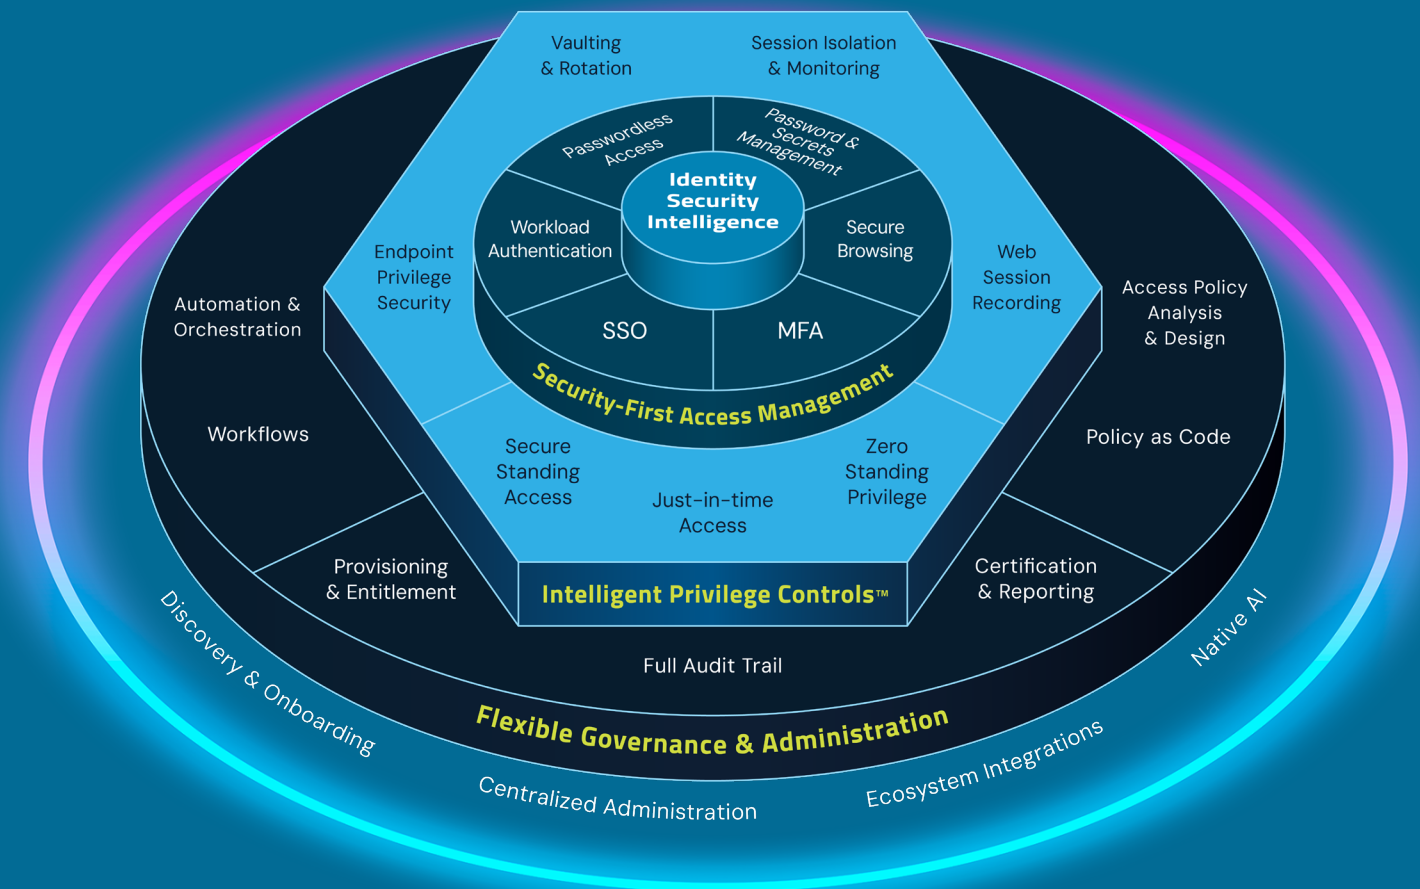 Vaulting
& Rotation
Session Isolation
& Monitoring
Passwordless
Access
Password &
Secrets
Management
Identity
Security
Intelligence
Workload
Authentication
Secure
Browsing
Endpoint
Privilege
Security
Web
Session
Recording
Automation &
Orchestration
Access Policy
Analysis
& Design
SSO
MFA
Security-First Access Management
Workflows
Policy as Code
Secure
Standing
Access
Just-in-time
Access
Zero
Standing
Privilege
Provisioning
& Entitlement
Certification
& Reporting
Intelligent Privilege Controls™
Full Audit Trail
Flexible Governance & Administration
Discovery & Onboarding
Centralized Administration
Ecosystem Integrations
Native AI